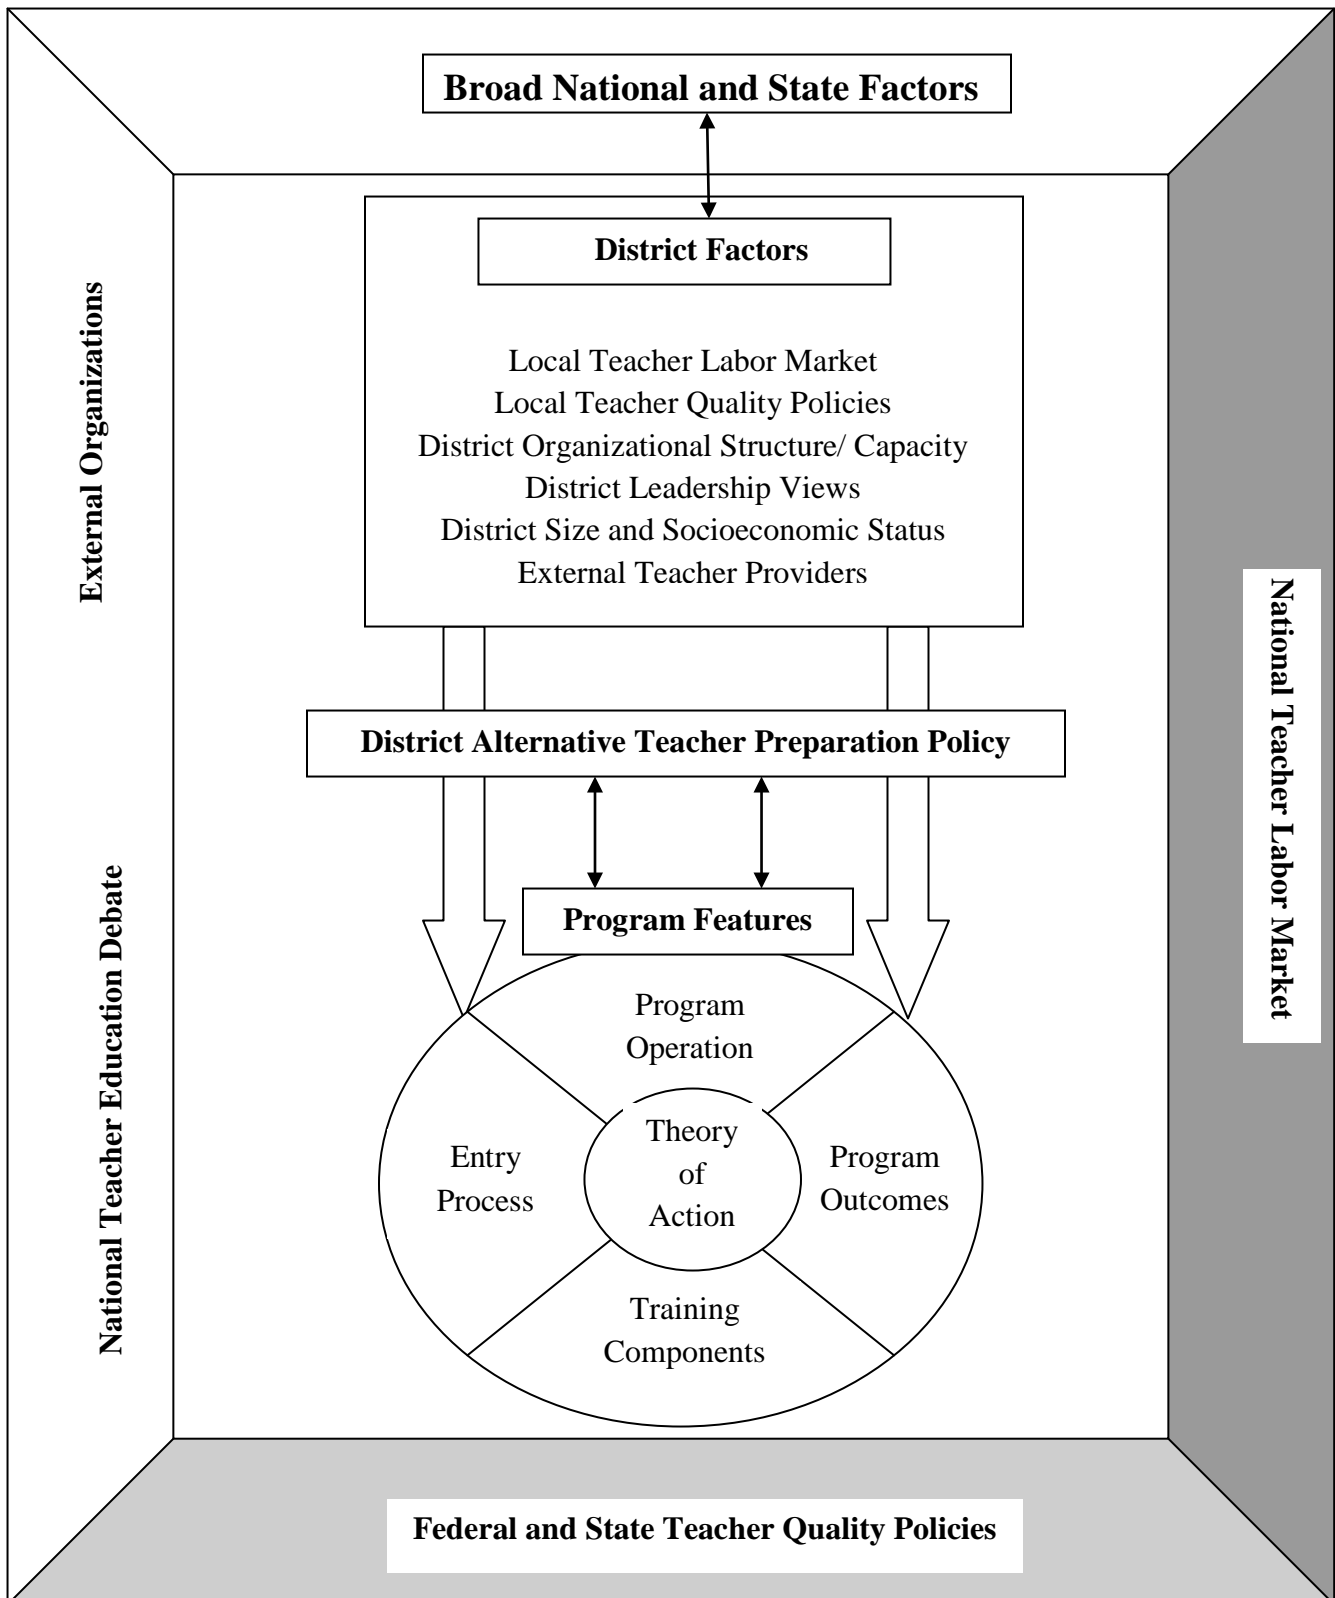 Broad National and State Factors
District Factors
Local Teacher Labor Market
Local Teacher Quality Policies
District Organizational Structure/ Capacity
District Leadership Views
District Size and Socioeconomic Status
External Teacher Providers
External Organizations
National Teacher Labor Market
District Alternative Teacher Preparation Policy
National Teacher Education Debate
Program Features
Program
Operation
Theory
of
Action
Entry
Process
Program
Outcomes
Training
Components
Federal and State Teacher Quality Policies